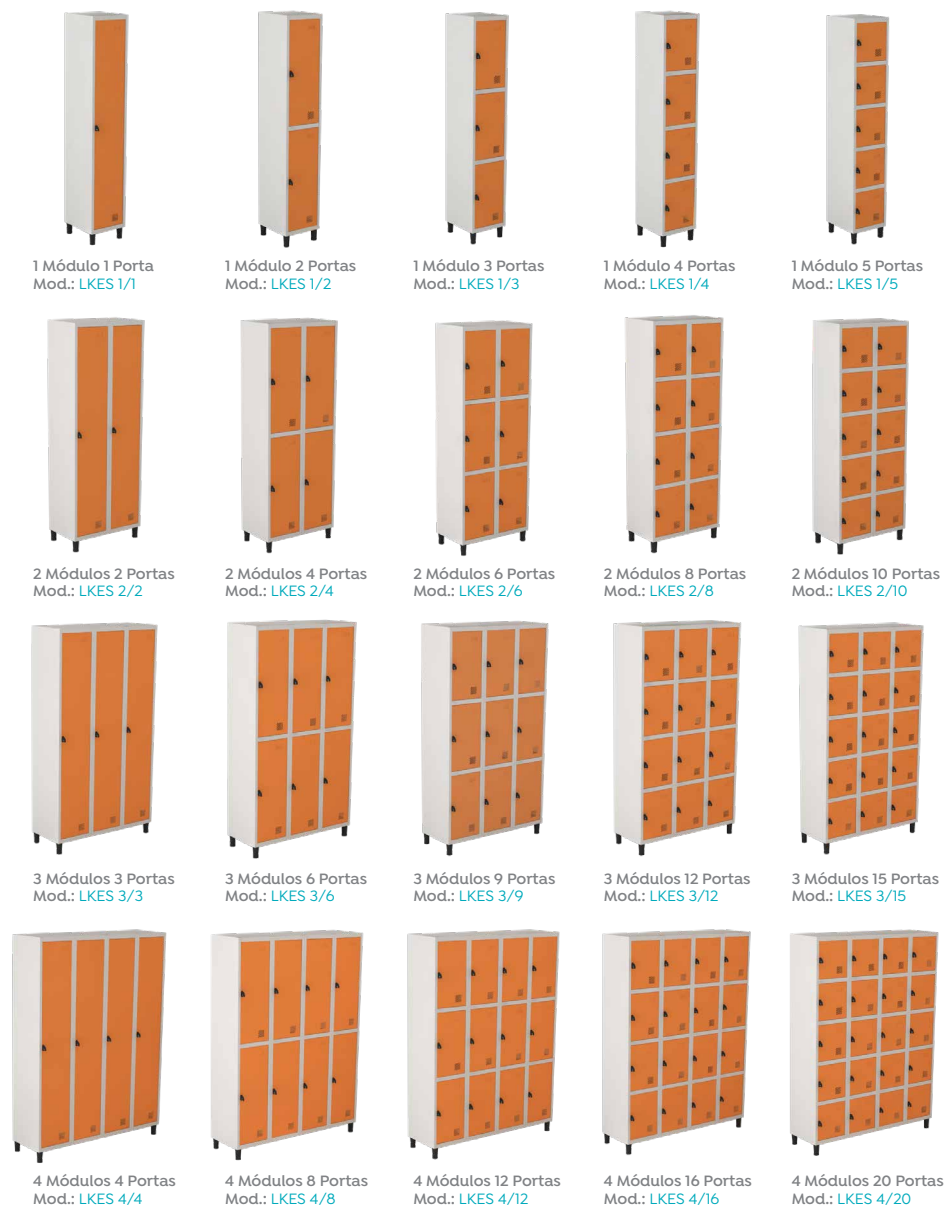 1 Módulo 1 Porta
Mod.: LKES 1/1
1 Módulo 2 Portas
Mod.: LKES 1/2
1 Módulo 3 Portas
Mod.: LKES 1/3
1 Módulo 4 Portas
Mod.: LKES 1/4
1 Módulo 5 Portas
Mod.: LKES 1/5
2 Módulos 2 Portas
Mod.: LKES 2/2
2 Módulos 4 Portas
Mod.: LKES 2/4
2 Módulos 6 Portas
Mod.: LKES 2/6
2 Módulos 8 Portas
Mod.: LKES 2/8
2 Módulos 10 Portas
Mod.: LKES 2/10
3 Módulos 3 Portas
Mod.: LKES 3/3
3 Módulos 6 Portas
Mod.: LKES 3/6
3 Módulos 9 Portas
Mod.: LKES 3/9
3 Módulos 12 Portas
Mod.: LKES 3/12
3 Módulos 15 Portas
Mod.: LKES 3/15
4 Módulos 4 Portas
Mod.: LKES 4/4
4 Módulos 8 Portas
Mod.: LKES 4/8
4 Módulos 12 Portas
Mod.: LKES 4/12
4 Módulos 16 Portas
Mod.: LKES 4/16
4 Módulos 20 Portas
Mod.: LKES 4/20